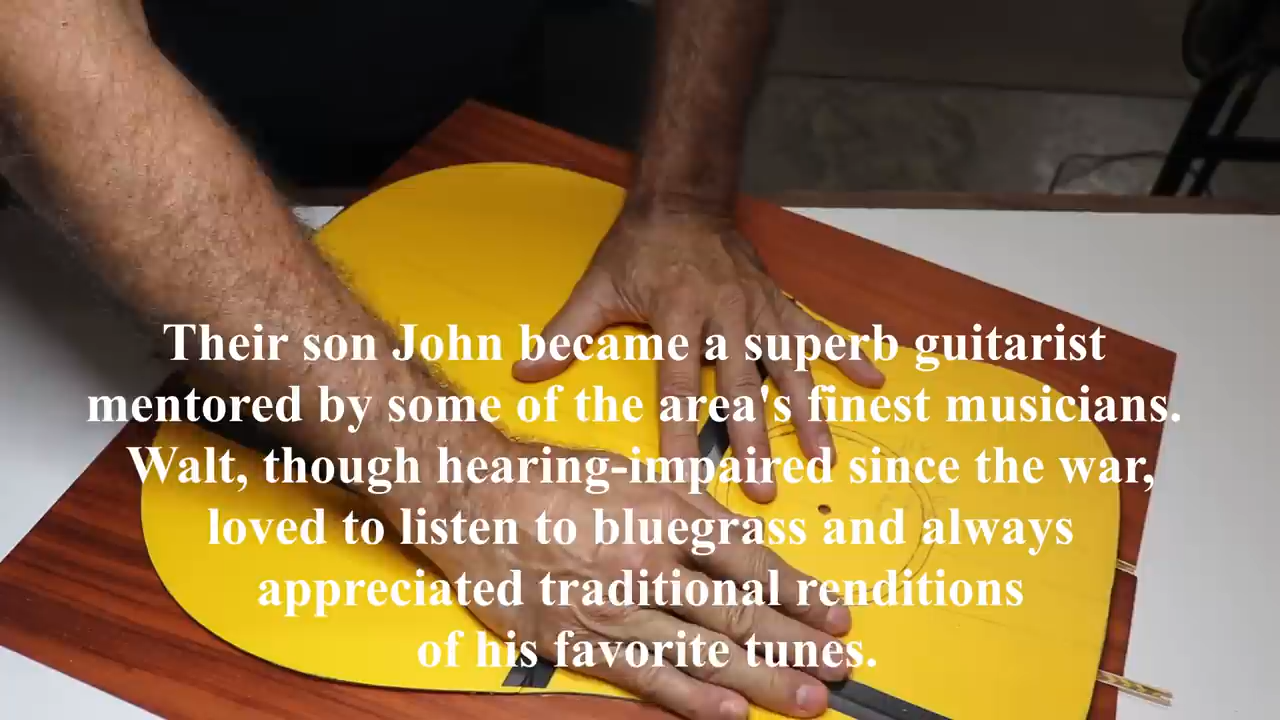 Their son John became a superb guitarist
mentored by some of the area's finest musicians.
Walt, though hearing-impaired since the war,
loved to listen to bluegrass and always
appreciated traditional renditions
of his favorite tunes.